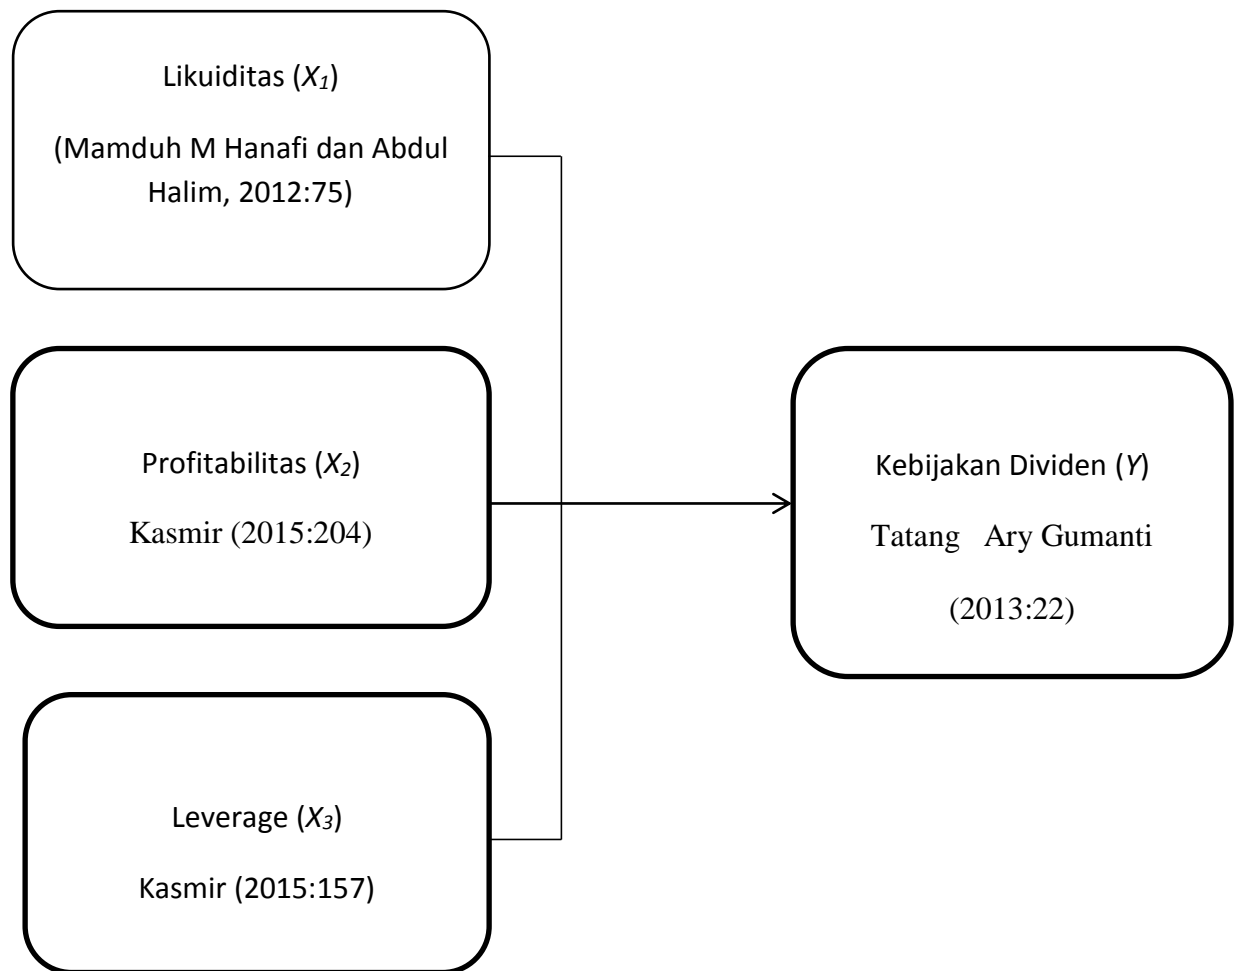 Likuiditas (X1)
(Mamduh M Hanafi dan Abdul
Halim, 2012:75)
Profitabilitas (X2)
Kasmir (2015:204)
Leverage (X3)
Kasmir (2015:157)
Kebijakan Dividen (Y)
Tatang Ary Gumanti
(2013:22)